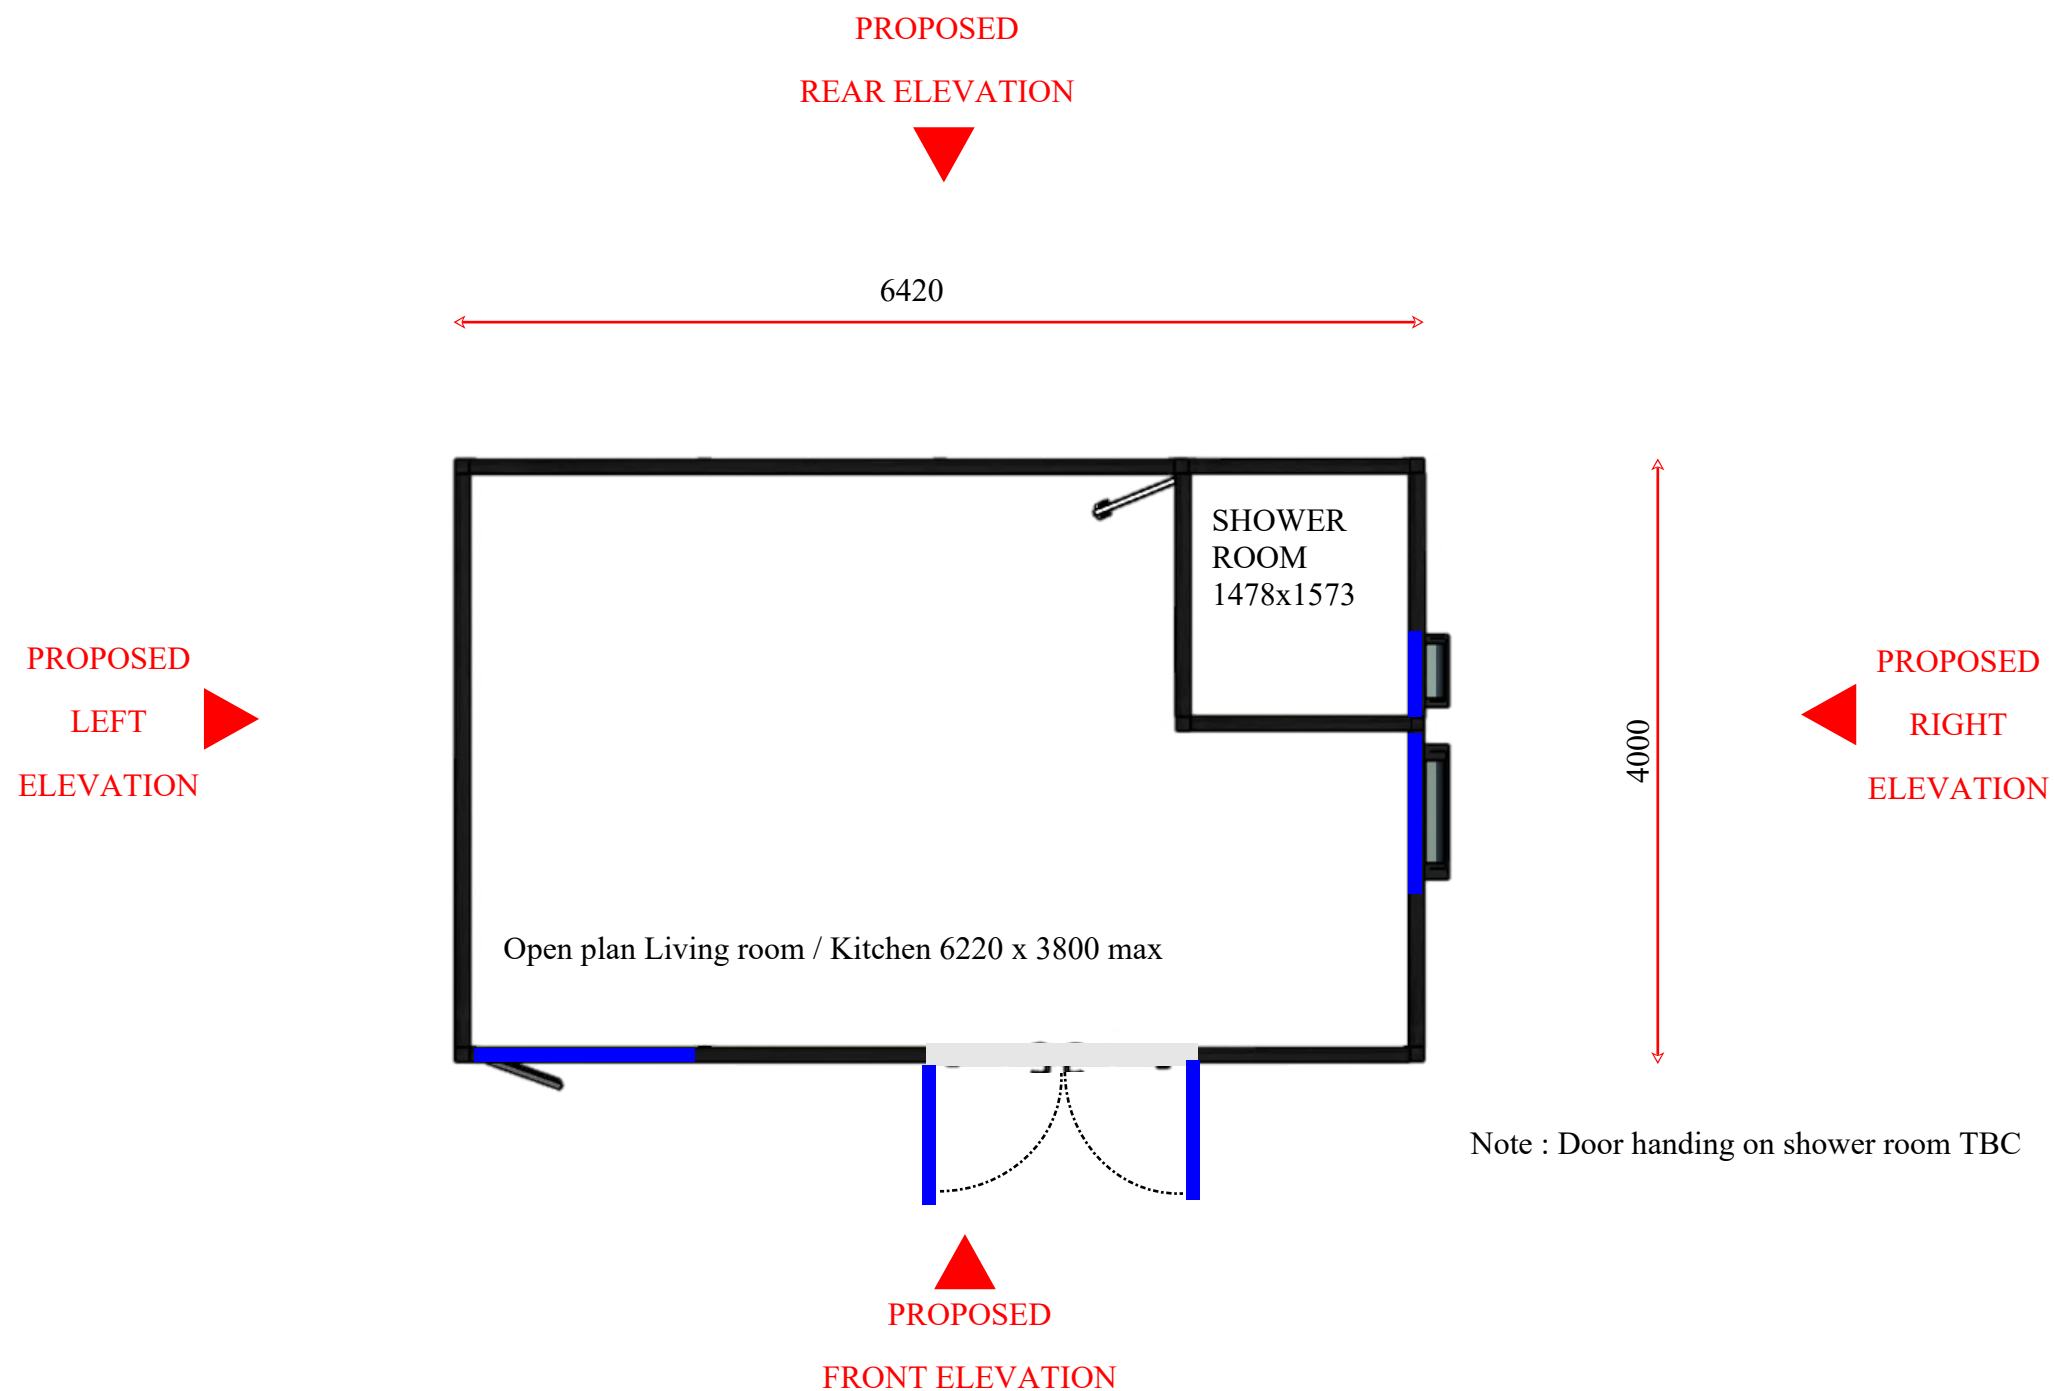 PROPOSED
REAR ELEVATION
6420
SHOWER
ROOM
1478x1573
PROPOSED
LEFT
ELEVATION
4000
PROPOSED
RIGHT
ELEVATION
Open plan Living room / Kitchen 6220 x 3800 max
Note : Door handing on shower room TBC
PROPOSED
FRONT ELEVATION